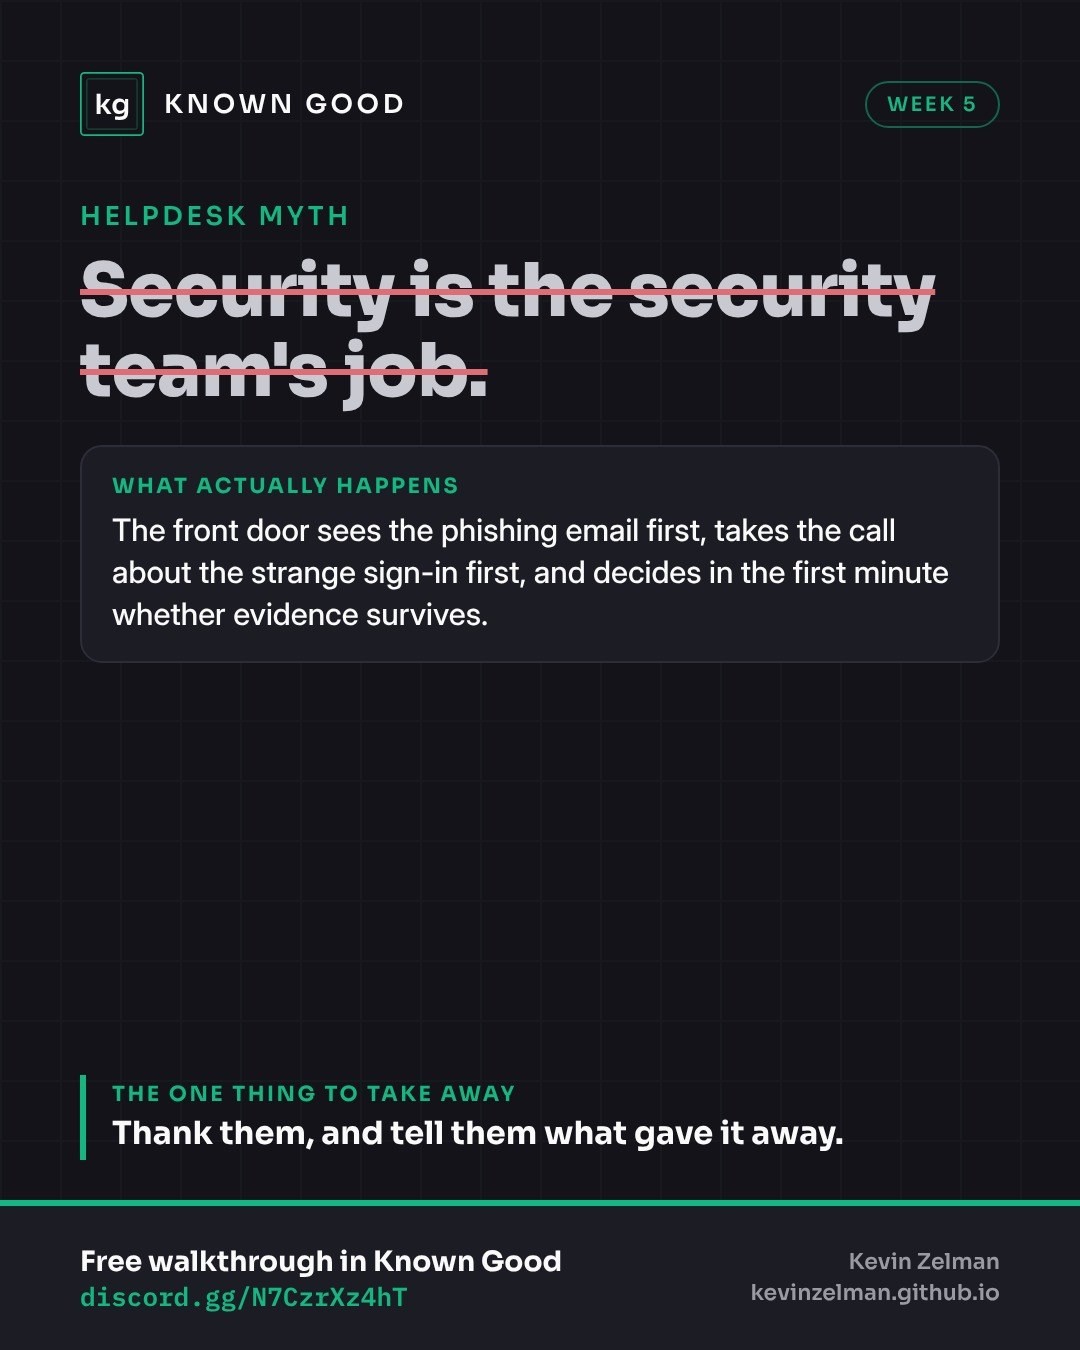 kg
KNOWN GOOD
WEEK 5
HELPDESK MYTH
Security is the security
team's job.
WHAT ACTUALLY HAPPENS
The front door sees the phishing email first, takes the call
about the strange sign-in first, and decides in the first minute
whether evidence survives.
THE ONE THING TO TAKE AWAY
Thank them, and tell them what gave it away.
Free walkthrough in Known Good
discord.gg/N7CzrXz4hT
Kevin Zelman
kevinzelman.github.io